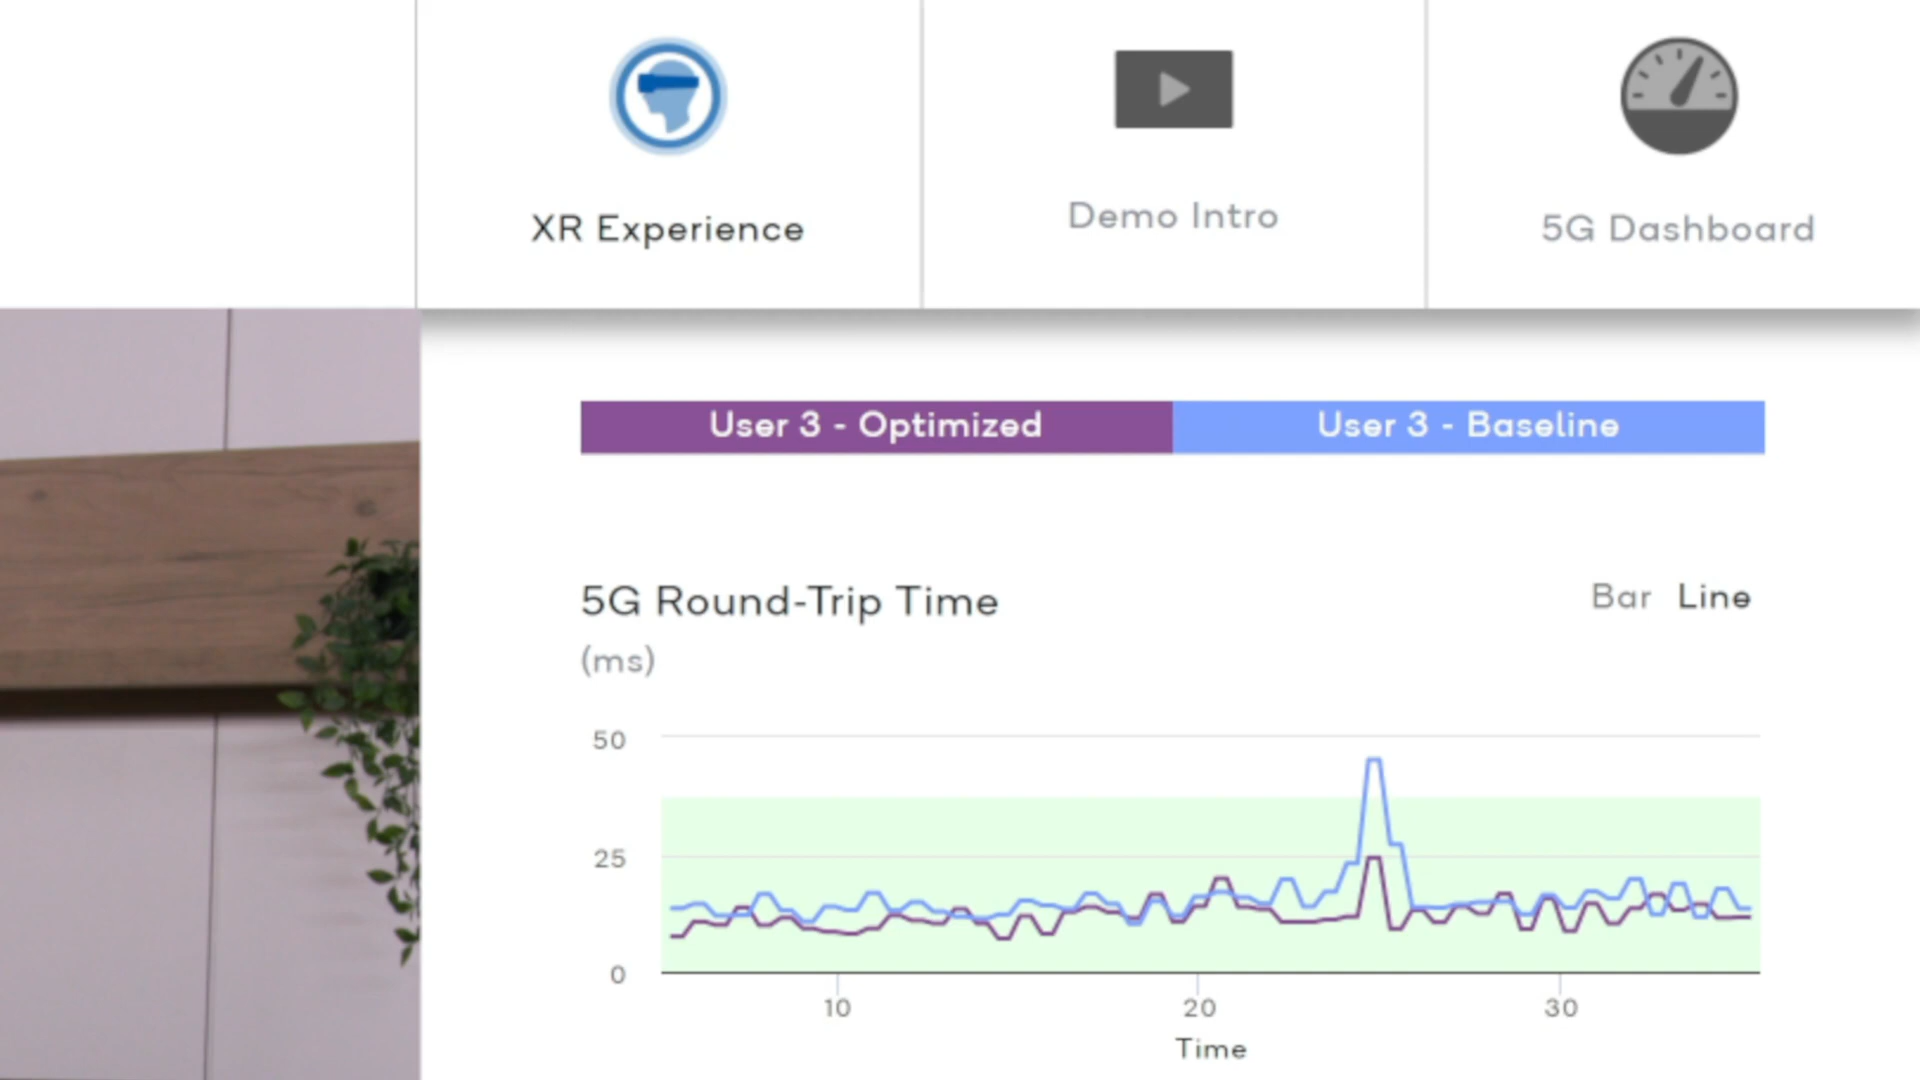 XR Experience
Demo Intro
5G Dashboard
User 3 - Optimized
User 3 - Baseline
5G Round-Trip Time
Bar Line
(ms)
50
25
0
10 20 30
Time